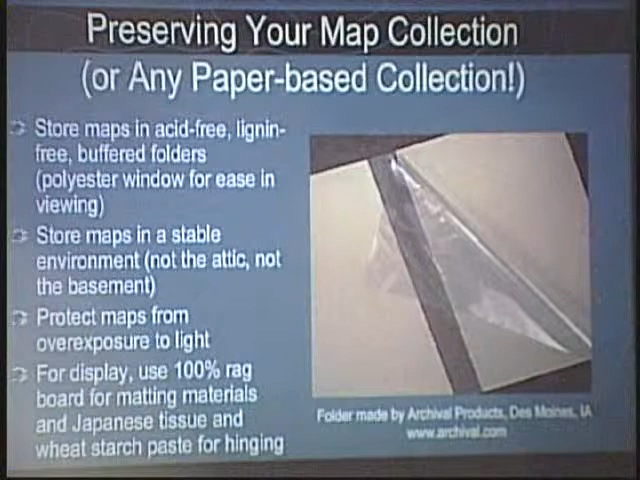 Preserving Your Map Collection
(or Any Paper-based Collection!)
Store maps in acid-free, lignin-
free, buffered folders
(polyester window for ease in
viewing)
Store maps in a stable
environment (not the attic, not
the basement)
Protect maps from
overexposure to light
For display, use 100% rag
board for matting materials
and Japanese tissue and
wheat starch paste for hinging
Folder made by Archival Products, Des Moines, IA
www.archival.com